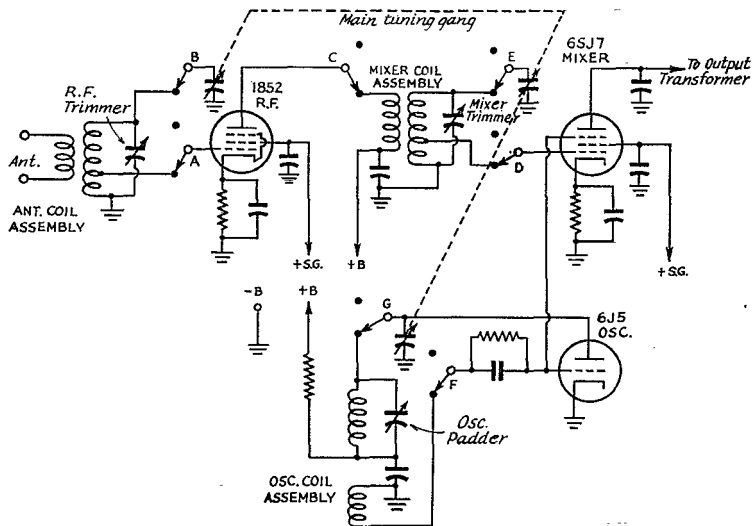 Main tuning gang
B
C
E
6SJ7
MIXER
To Output
Transformer
R.F.
Trimmer
1852
R.F.
MIXER COIL
ASSEMBLY
Mixer
Trimmer
Ant.
A
D
ANT. COIL
ASSEMBLY
+S.G.
+B
+S.G.
-B
+B
G
6J5
OSC.
F
Osc.
Padder
OSC. COIL
ASSEMBLY